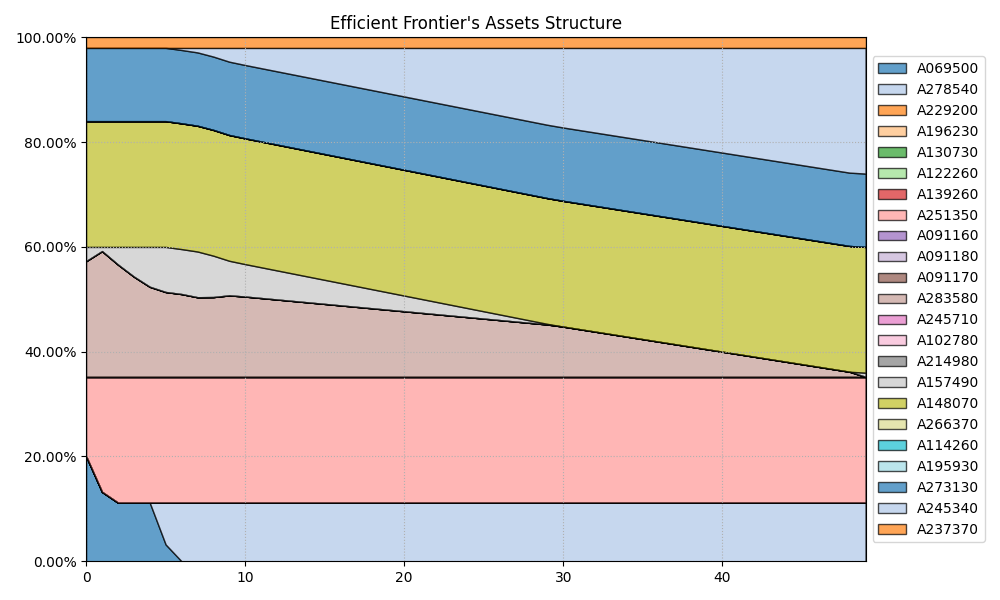 Efficient Frontier's Assets Structure
100.00%
80.00%
60.00%
40.00%
20.00%
0.00%
0
10
20
30
40
A069500
A278540
A229200
A196230
A130730
A122260
A139260
A251350
A091160
A091180
A091170
A283580
A245710
A102780
A214980
A157490
A148070
A266370
A114260
A195930
A273130
A245340
A237370